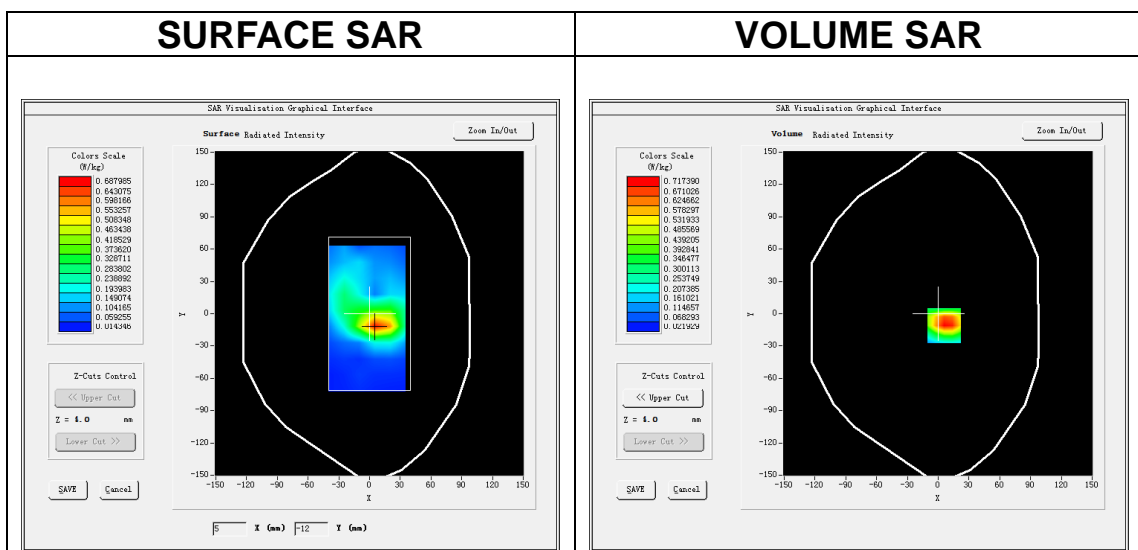 SURFACE SAR
VOLUME SAR
SAR Visualisation Graphical Interface
Surface Radiated Intensity
Zoom In/Out
Colors Scale
(W/kg)
0.687985
0.643075
0.598166
0.553257
0.508348
0.463438
0.418529
0.373620
0.328711
0.283802
0.238892
0.193983
0.149074
0.104165
0.059255
0.014346
Z-Cuts Control
<< Upper Cut
Z = 4.0 mm
Lower Cut >>
SAVE Cancel
150
120
90
60
30
0
-30
-60
-90
-120
-150
Y
-150 -120 -90 -60 -30 0 30 60 90 120 150
X
5 X (mm) -12 Y (mm)
SAR Visualisation Graphical Interface
Volume Radiated Intensity
Zoom In/Out
Colors Scale
(W/kg)
0.717390
0.671026
0.624662
0.578297
0.531933
0.485569
0.439205
0.392841
0.346477
0.300113
0.253749
0.207385
0.161021
0.114657
0.068293
0.021929
Z-Cuts Control
<< Upper Cut
Z = 4.0 mm
Lower Cut >>
SAVE Cancel
150
120
90
60
30
0
-30
-60
-90
-120
-150
Y
-150 -120 -90 -60 -30 0 30 60 90 120 150
X